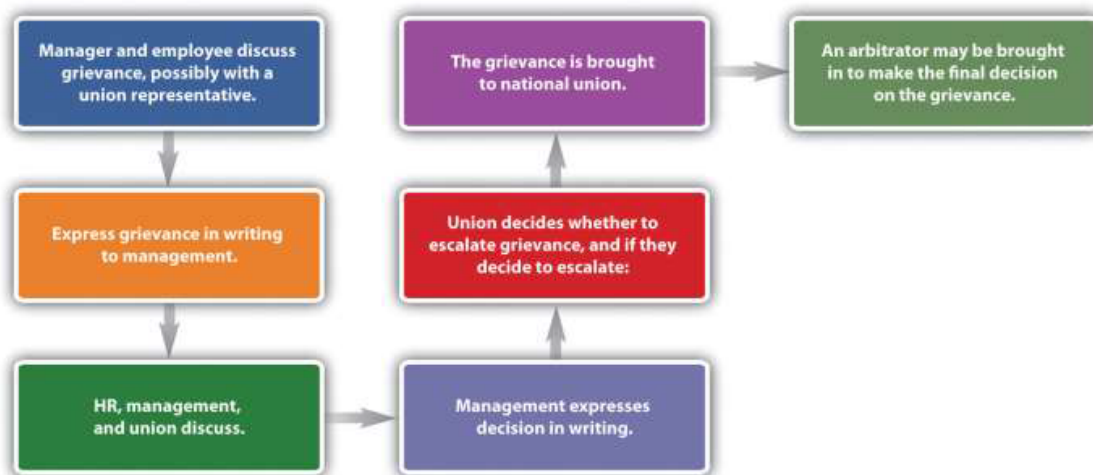 Manager and employee discuss
grievance, possibly with a
union representative.
Express grievance in writing
to management.
HR, management,
and union discuss.
Management expresses
decision in writing.
Union decides whether to
escalate grievance, and if they
decide to escalate:
The grievance is brought
to national union.
An arbitrator may be brought
in to make the final decision
on the grievance.